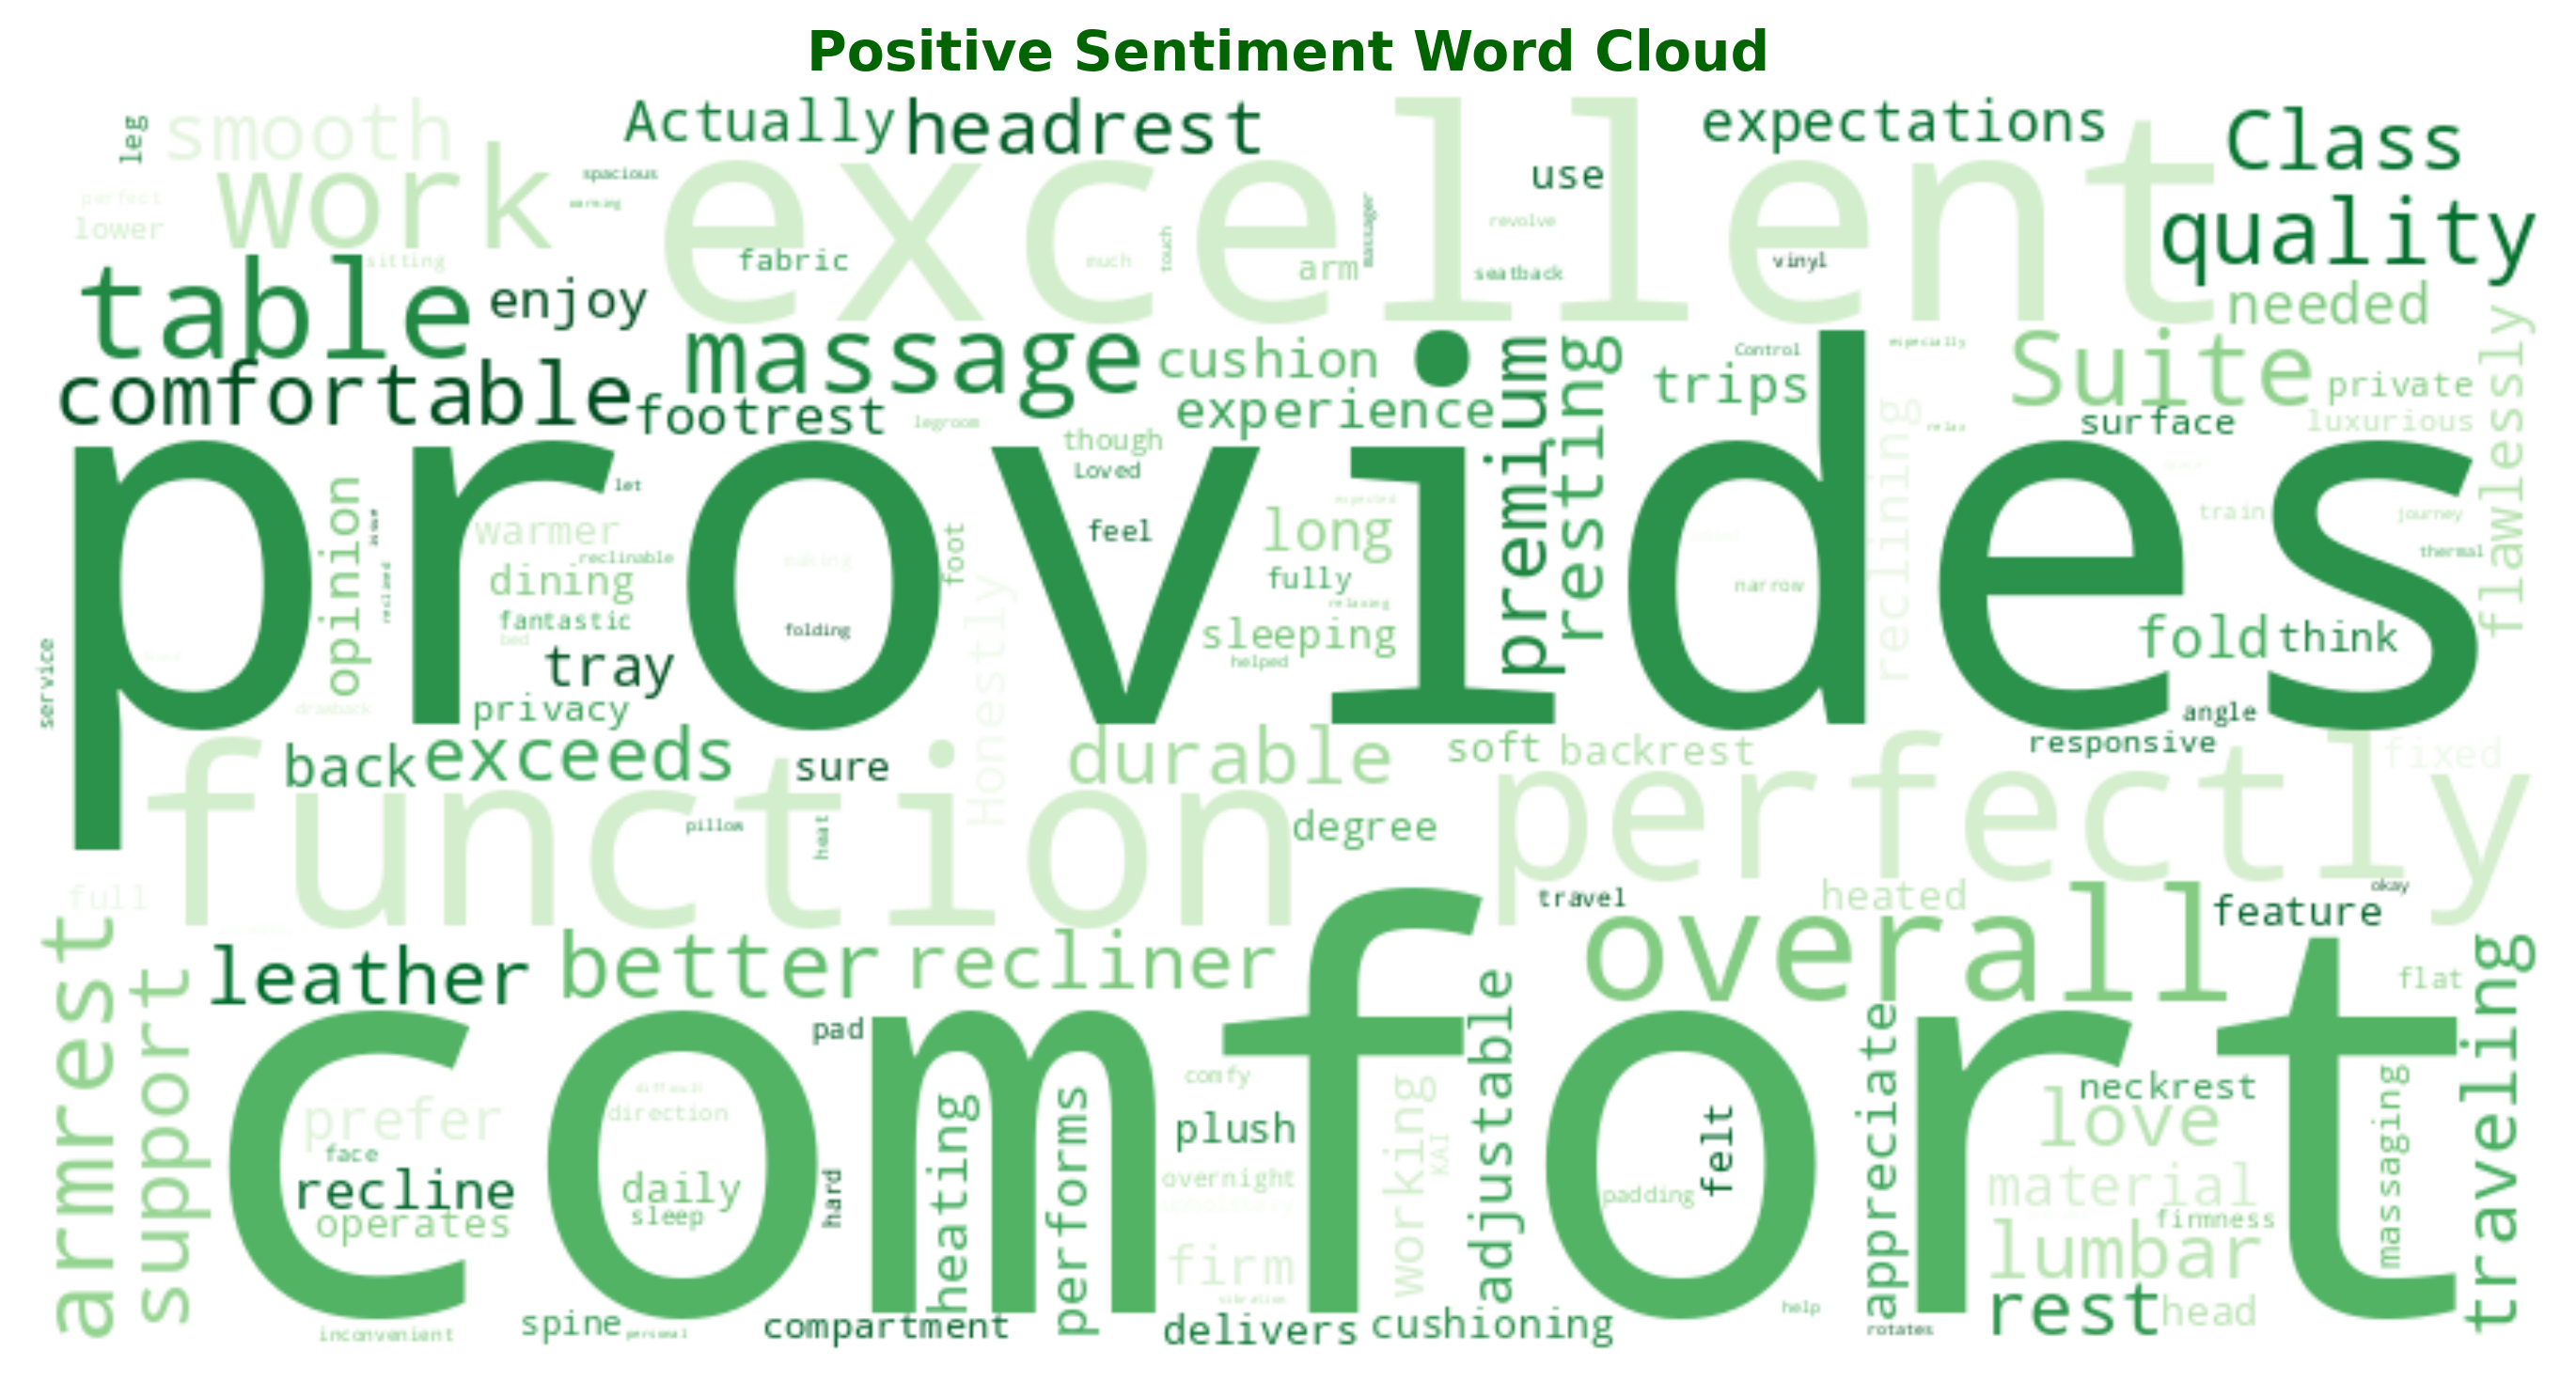 Positive Sentiment Word Cloud
leg
smooth
Actually
headrest
excellent
expectations
Class
work
spacious
warming
use
perfect
lower
sitting
fabric
much
touch
massager
arm
revolve
seatback
vinyl
quality
table
enjoy
needed
massage
cushion
premium
resting
Control
especially
trips
Suite
private
flawlessly
comfortable
footrest
legroom
experience
reclining
relax
surface
luxurious
provides
though
Loved
let
opinion
issue
warmer
reclinable
reclined
dining
fantastic
bed
tray
privacy
making
folding
foot
Honestly
feel
long
expected
fully
relaxing
sleeping
helped
narrow
train
journey
thermal
fold
think
angle
service
drawback
back
exceeds
sure
durable
soft
backrest
responsive
fixed
function
perfectly
pillow
heat
degree
full
travel
heated
okay
feature
overall
armrest
support
leather
better
recliner
adjustable
flat
traveling
comfort
pad
prefer
face
recline
operates
difficult
direction
daily
sleep
hard
heating
performs
comfy
plush
overnight
upholstery
firm
vibration
working
KAI
felt
padding
appreciate
neckrest
love
material
firmness
lumbar
massaging
rest
head
help
rotates
inconvenient
spine
personal
compartment
delivers
cushioning